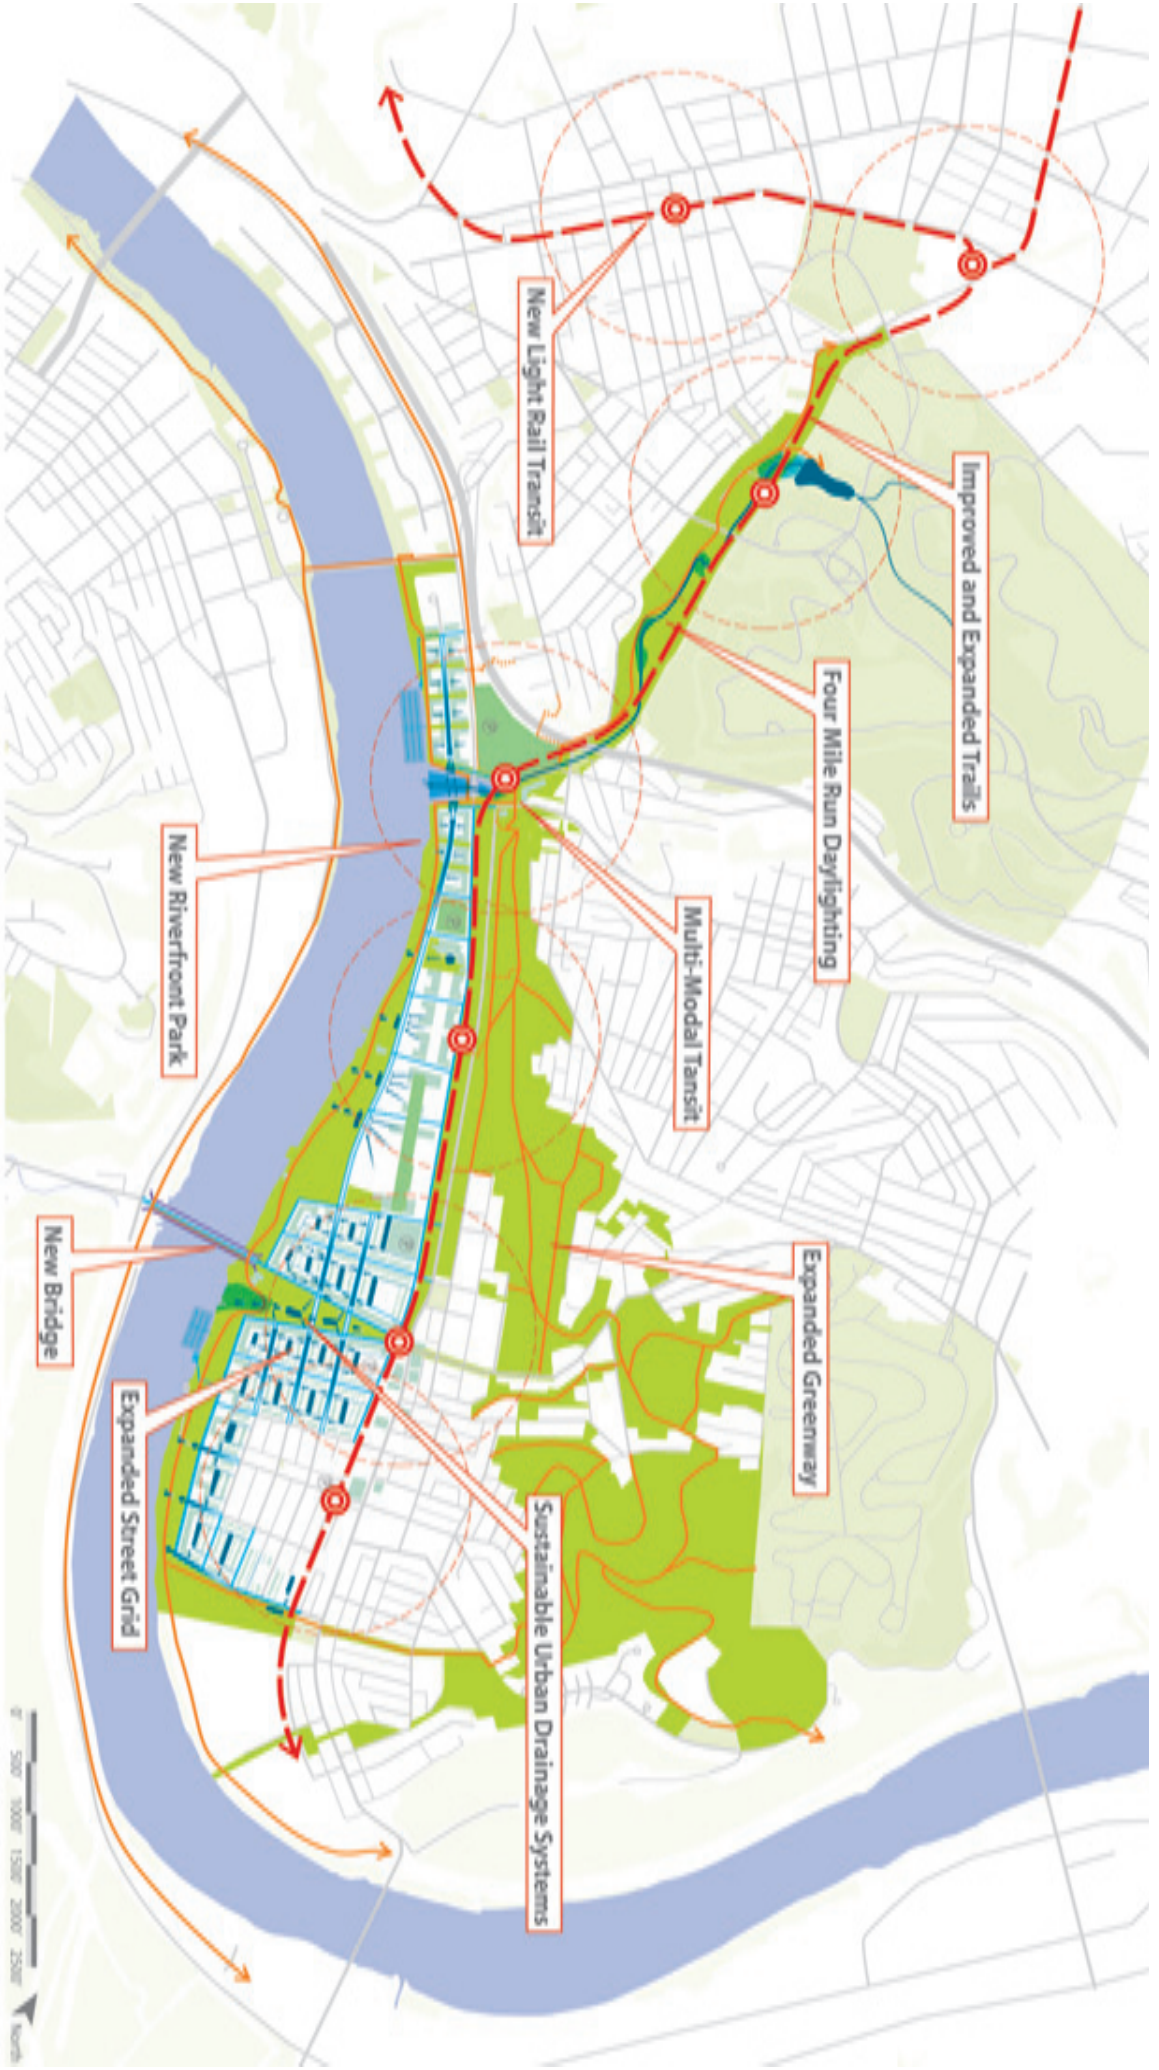 Improved and Expanded Trails
Four Mile Run Daylighting
Expanded Greenway
Multi-Modal Tansit
New Light Rail Transit
Sustainable Urban Drainage Systems
New Riverfront Park
Expanded Street Grid
New Bridge
0' 500' 1000' 1500' 2000' 2500' North